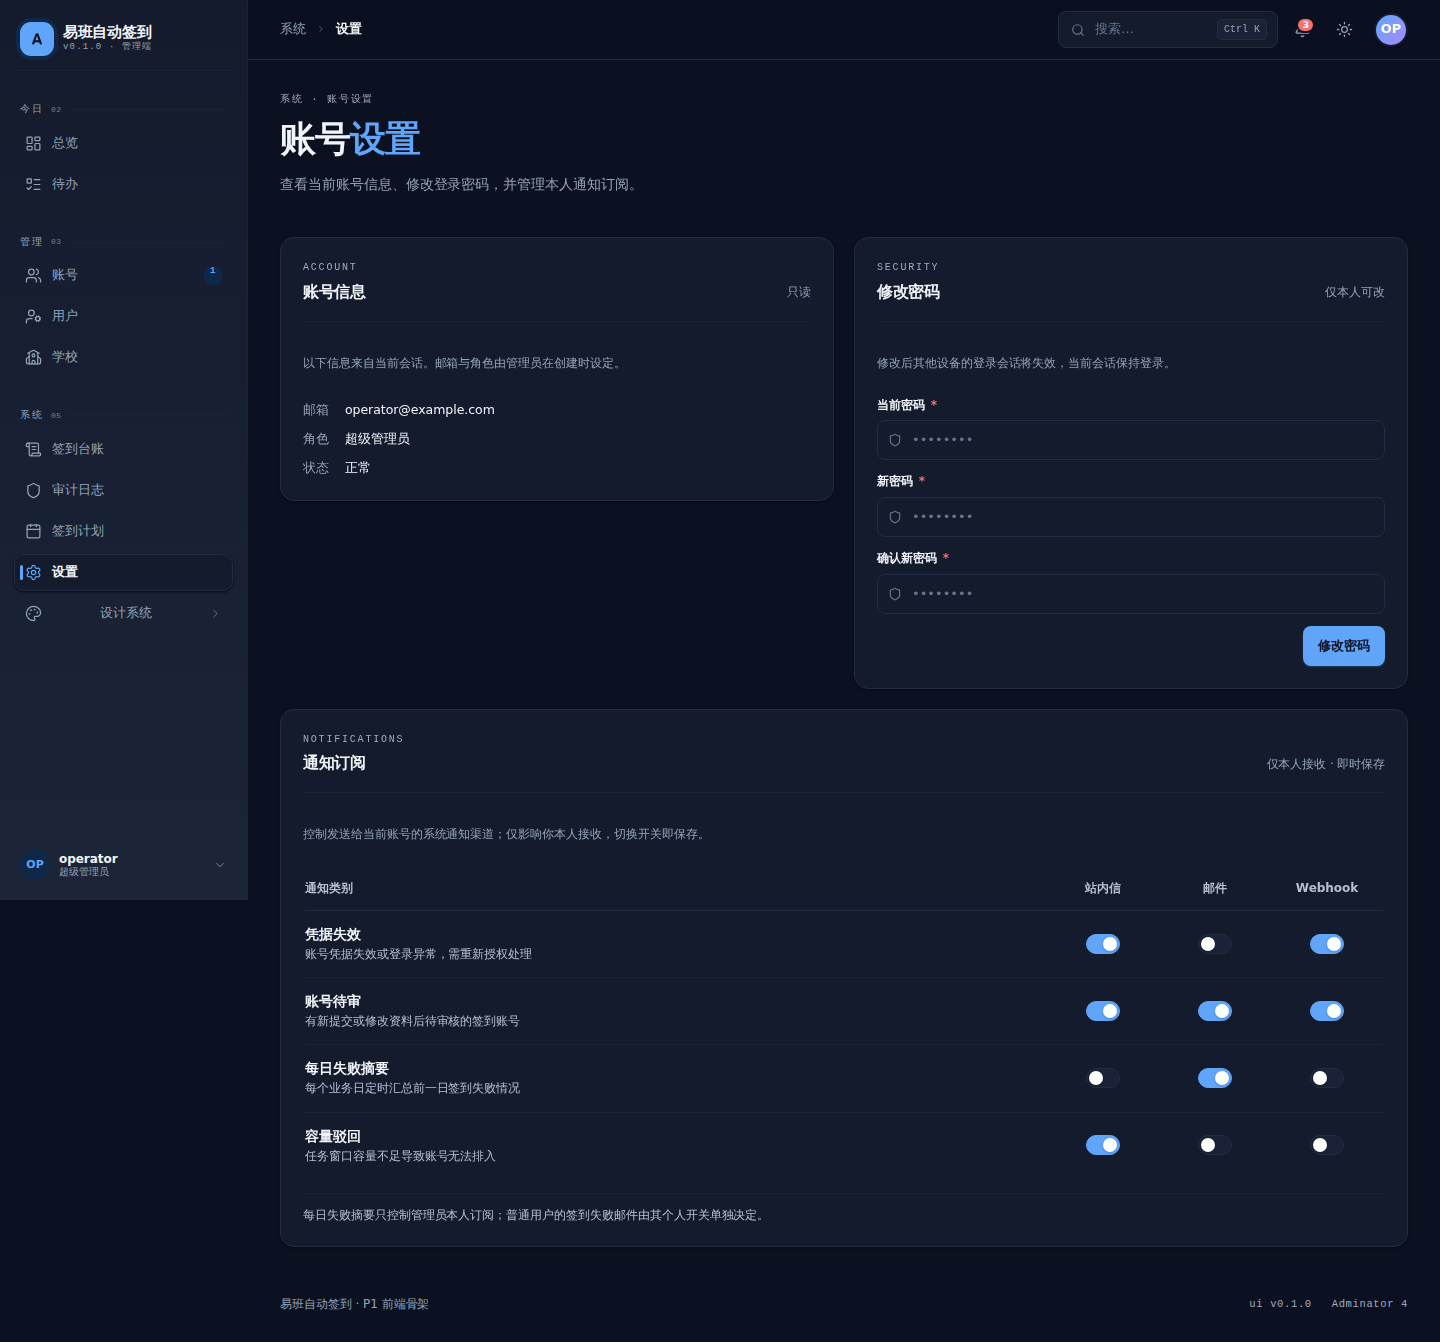 A
易班自动签到
v0.1.0 · 管理端
今日 02
总览
待办
管理 03
账号 1
用户
学校
系统 05
签到台账
审计日志
签到计划
设置
设计系统
OP
operator
超级管理员
系统 › 设置
搜索… Ctrl K
3
OP
系统 · 账号设置
账号设置
查看当前账号信息、修改登录密码，并管理本人通知订阅。
ACCOUNT
账号信息 只读
以下信息来自当前会话。邮箱与角色由管理员在创建时设定。
邮箱 operator@example.com
角色 超级管理员
状态 正常
SECURITY
修改密码 仅本人可改
修改后其他设备的登录会话将失效，当前会话保持登录。
当前密码 *
••••••••
新密码 *
••••••••
确认新密码 *
••••••••
修改密码
NOTIFICATIONS
通知订阅 仅本人接收 · 即时保存
控制发送给当前账号的系统通知渠道；仅影响你本人接收，切换开关即保存。
通知类别 站内信 邮件 Webhook
凭据失效
账号凭据失效或登录异常，需重新授权处理
账号待审
有新提交或修改资料后待审核的签到账号
每日失败摘要
每个业务日定时汇总前一日签到失败情况
容量驳回
任务窗口容量不足导致账号无法排入
每日失败摘要只控制管理员本人订阅；普通用户的签到失败邮件由其个人开关单独决定。
易班自动签到 · P1 前端骨架
ui v0.1.0 Adminator 4